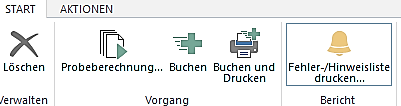 START AKTIONEN
Löschen
Probeberechnung...
Buchen
Buchen und
Drucken
Fehler-/Hinweisliste
drucken...
Verwalten
Vorgang
Bericht